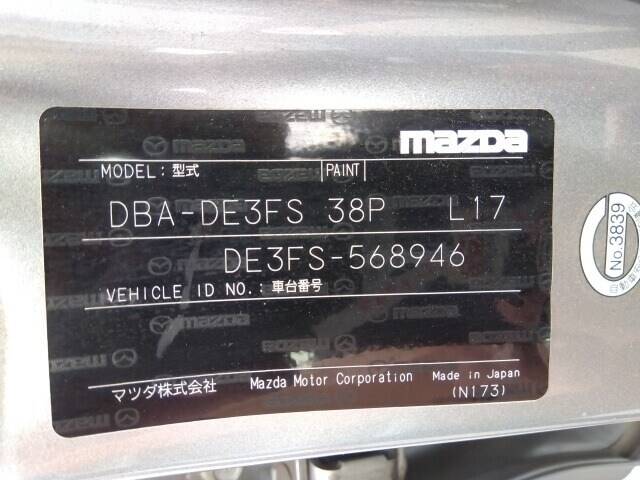 mazda
MODEL: 型式 PAINT
DBA-DE3FS 38P L17
DE3FS-568946
VEHICLE ID NO.: 車台番号
マツダ株式会社 Mazda Motor Corporation Made in Japan
(N173)
No.3839